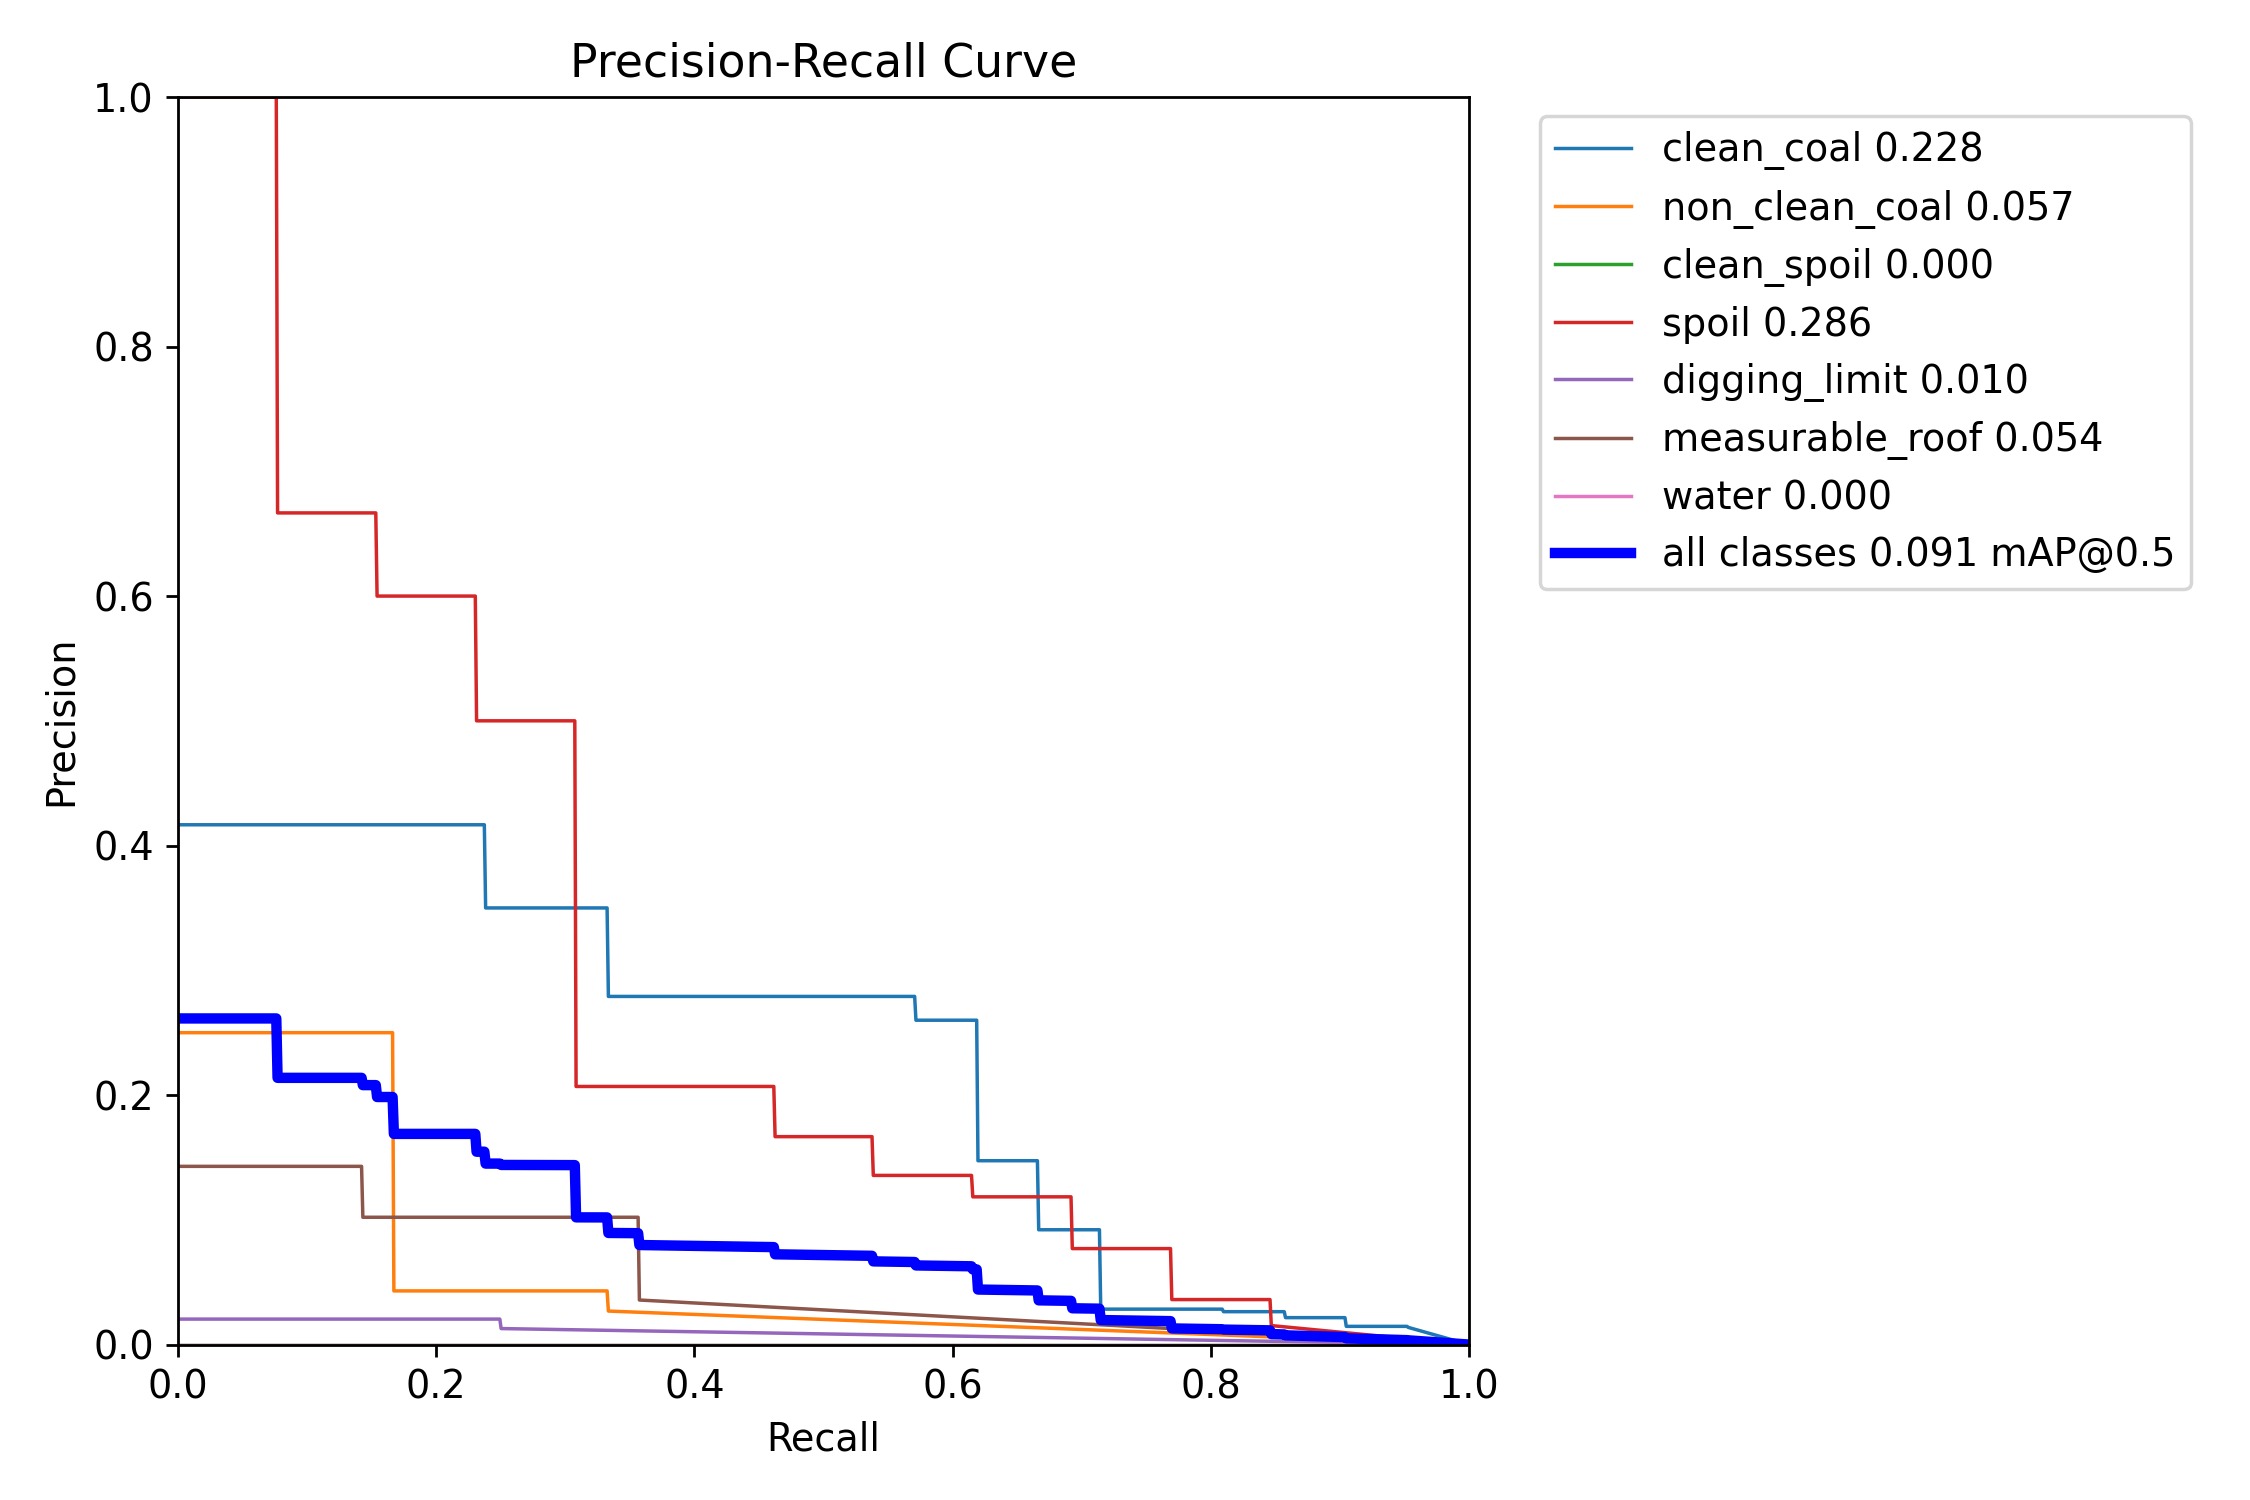 Precision-Recall Curve
1.0
0.8
0.6
0.4
0.2
0.0
Precision
0.0 0.2 0.4 0.6 0.8 1.0
Recall
clean_coal 0.228
non_clean_coal 0.057
clean_spoil 0.000
spoil 0.286
digging_limit 0.010
measurable_roof 0.054
water 0.000
all classes 0.091 mAP@0.5